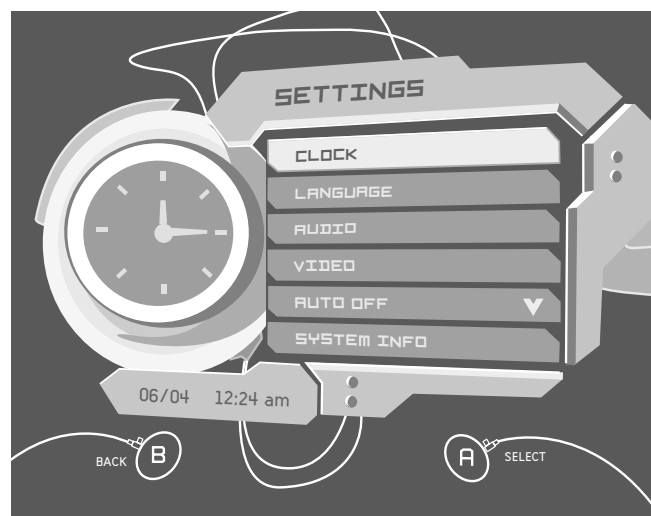 SETTINGS
CLOCK
LANGUAGE
AUDIO
VIDEO
AUTO OFF
SYSTEM INFO
06/04 12:24 am
BACK B
A SELECT